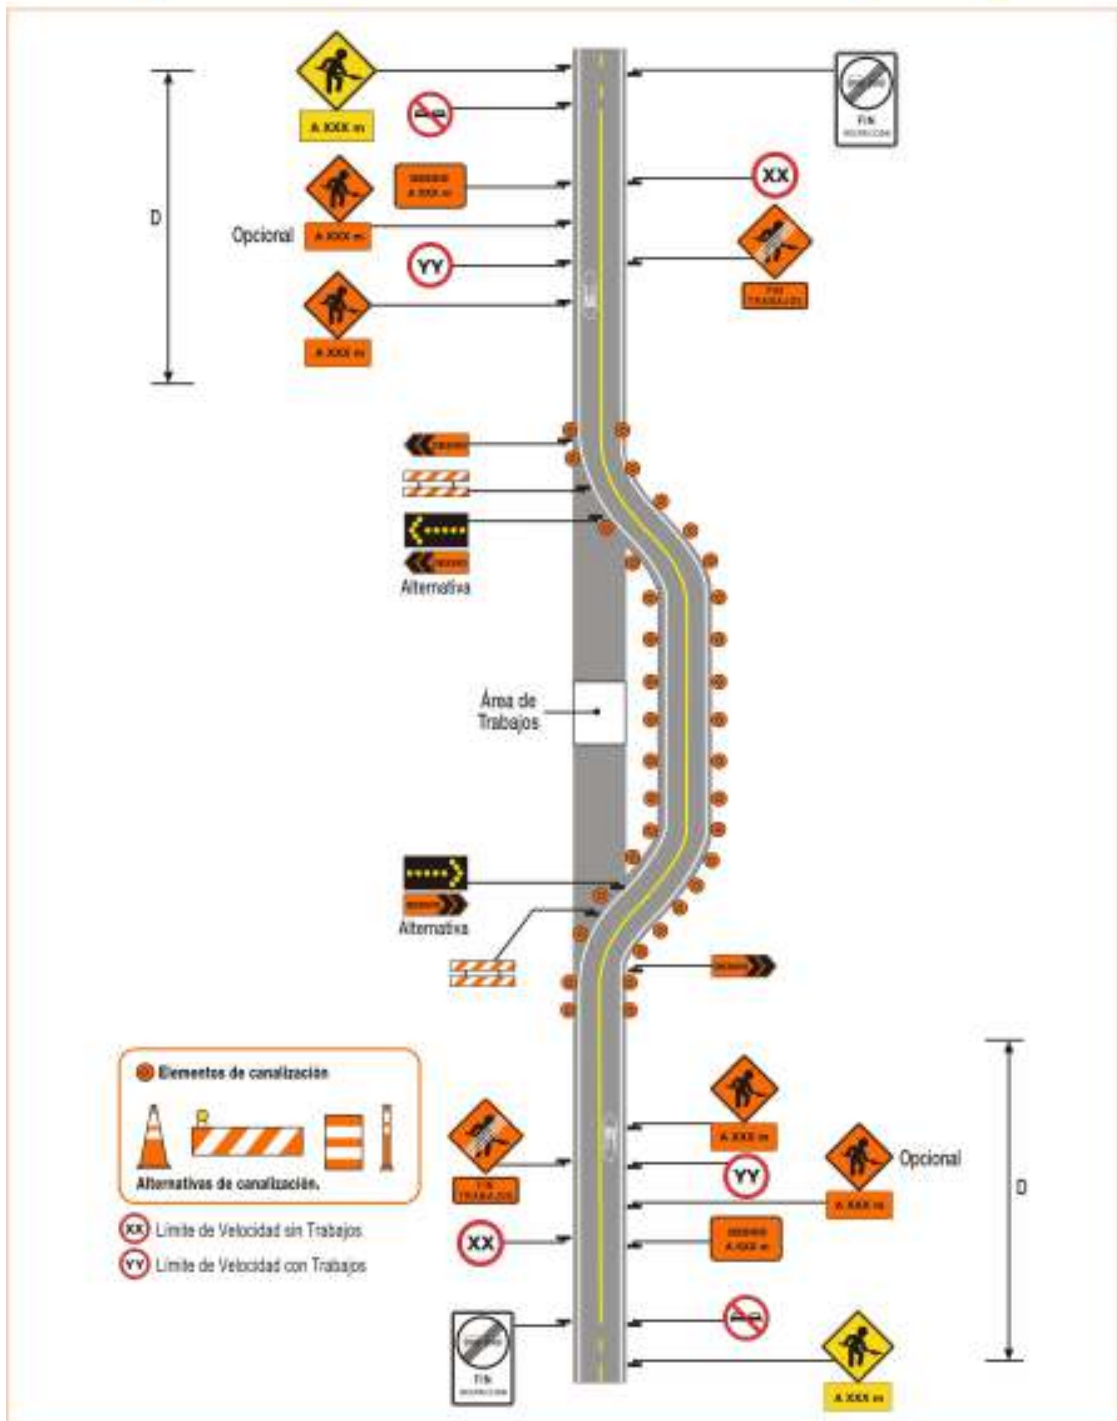 A XXX m
FIN
A XXX m
XX
D
Opcional
A XXX m
YY
FIN
TRABAJOS
A XXX m
Alternativa
Área de
Trabajos
Alternativa
Elementos de canalización
Alternativas de canalización.
XX Límite de Velocidad sin Trabajos
YY Límite de Velocidad con Trabajos
A XXX m
FIN
TRABAJOS
YY
Opcional
A XXX m
D
XX
A XXX m
FIN
A XXX m